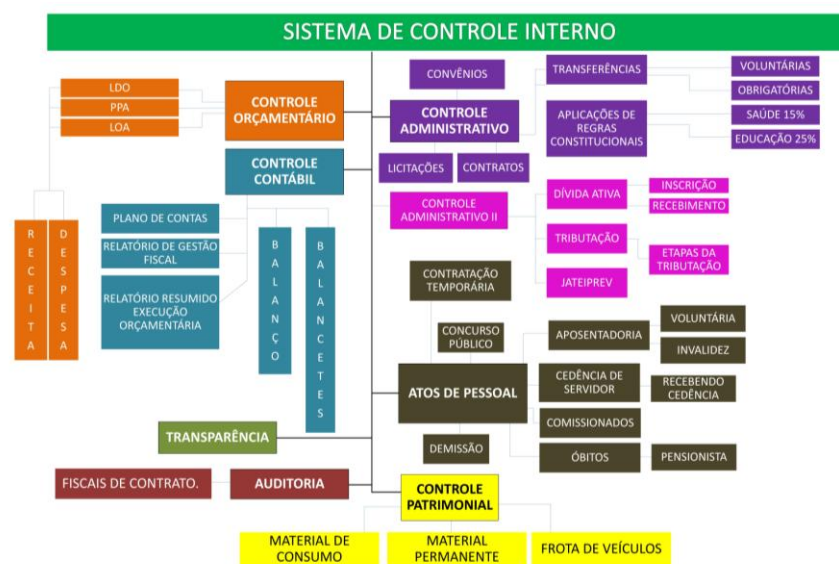 SISTEMA DE CONTROLE INTERNO
LDO
PPA
LOA
CONTROLE
ORÇAMENTÁRIO
RECEITA
DESPESA
CONTROLE
CONTÁBIL
PLANO DE CONTAS
RELATÓRIO DE GESTÃO
FISCAL
RELATÓRIO RESUMIDO
EXECUÇÃO
ORÇAMENTÁRIA
BALANÇO
BALANCETES
CONVÊNIOS
CONTROLE
ADMINISTRATIVO
LICITAÇÕES
CONTRATOS
TRANSFERÊNCIAS
VOLUNTÁRIAS
OBRIGATÓRIAS
APLICAÇÕES DE
REGRAS
CONSTITUCIONAIS
SAÚDE 15%
EDUCAÇÃO 25%
CONTROLE
ADMINISTRATIVO II
DÍVIDA ATIVA
INSCRIÇÃO
RECEBIMENTO
TRIBUTAÇÃO
ETAPAS DA
TRIBUTAÇÃO
JATEIPREV
CONTRATAÇÃO
TEMPORÁRIA
CONCURSO
PÚBLICO
ATOS DE PESSOAL
DEMISSÃO
APOSENTADORIA
VOLUNTÁRIA
INVALIDEZ
CEDÊNCIA DE
SERVIDOR
RECEBENDO
CEDÊNCIA
COMISSIONADOS
ÓBITOS
PENSIONISTA
TRANSPARÊNCIA
FISCAIS DE CONTRATO.
AUDITORIA
CONTROLE
PATRIMONIAL
MATERIAL DE
CONSUMO
MATERIAL
PERMANENTE
FROTA DE VEÍCULOS